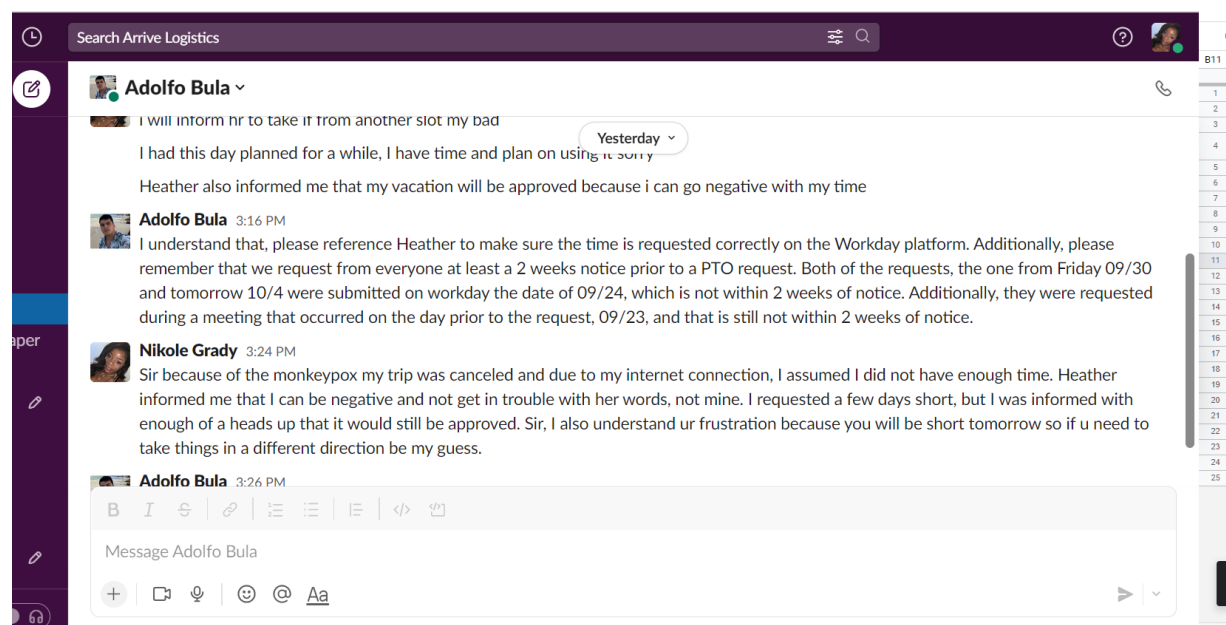 Search Arrive Logistics
B11
Adolfo Bula
I will inform hr to take if from another slot my bad
Yesterday
I had this day planned for a while, I have time and plan on using it sorry
Heather also informed me that my vacation will be approved because i can go negative with my time
Adolfo Bula 3:16 PM
I understand that, please reference Heather to make sure the time is requested correctly on the Workday platform. Additionally, please
remember that we request from everyone at least a 2 weeks notice prior to a PTO request. Both of the requests, the one from Friday 09/30
and tomorrow 10/4 were submitted on workday the date of 09/24, which is not within 2 weeks of notice. Additionally, they were requested
during a meeting that occurred on the day prior to the request, 09/23, and that is still not within 2 weeks of notice.
aper
Nikole Grady 3:24 PM
Sir because of the monkeypox my trip was canceled and due to my internet connection, I assumed I did not have enough time. Heather
informed me that I can be negative and not get in trouble with her words, not mine. I requested a few days short, but I was informed with
enough of a heads up that it would still be approved. Sir, I also understand ur frustration because you will be short tomorrow so if u need to
take things in a different direction be my guess.
Adolfo Bula 3:26 PM
B I S
Message Adolfo Bula
Aa
1
2
3
4
5
6
7
8
9
10
11
12
13
14
15
16
17
18
19
20
21
22
23
24
25